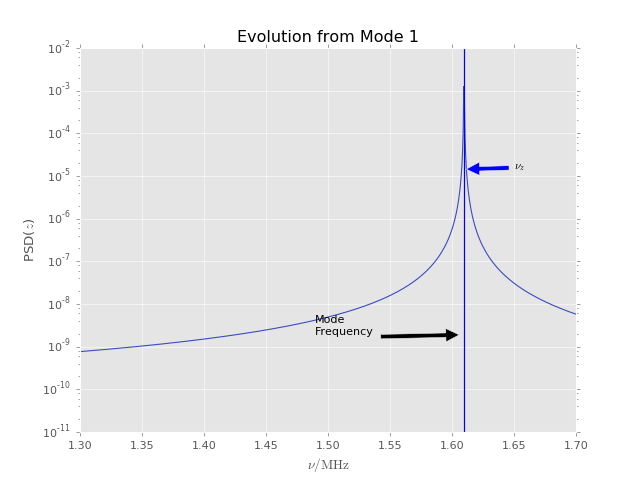 Evolution from Mode 1
10^-2
10^-3
10^-4
10^-5
10^-6
10^-7
10^-8
10^-9
10^-10
10^-11
PSD(z)
ν_z
Mode
Frequency
1.30 1.35 1.40 1.45 1.50 1.55 1.60 1.65 1.70
ν/MHz